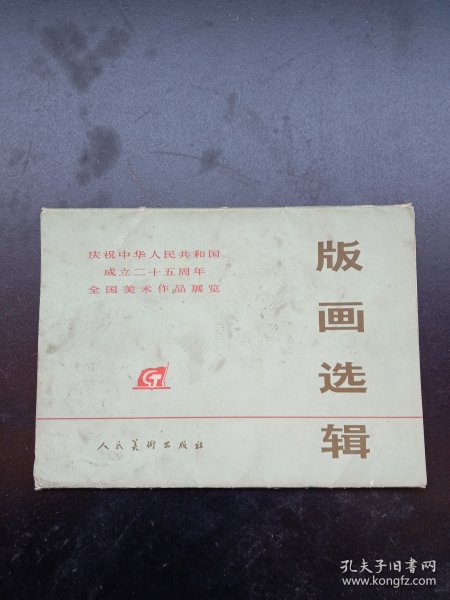 庆祝中华人民共和国
成立二十五周年
全国美术作品展览
版画选辑
人民美術出版社
孔夫子旧书网
www.kongfz.com